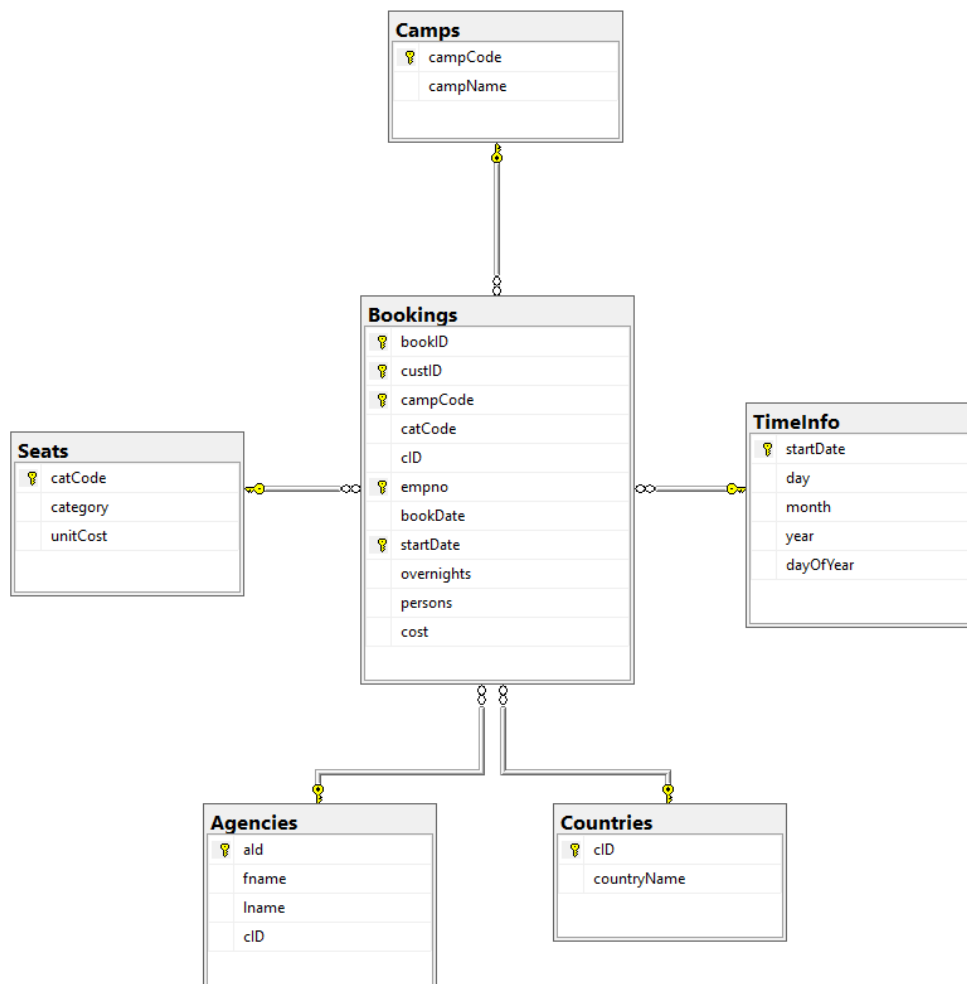 Camps
campCode
campName
Bookings
bookID
custID
campCode
catCode
cID
empno
bookDate
startDate
overnights
persons
cost
Seats
catCode
category
unitCost
TimeInfo
startDate
day
month
year
dayOfYear
Agencies
aId
fname
lname
cID
Countries
cID
countryName